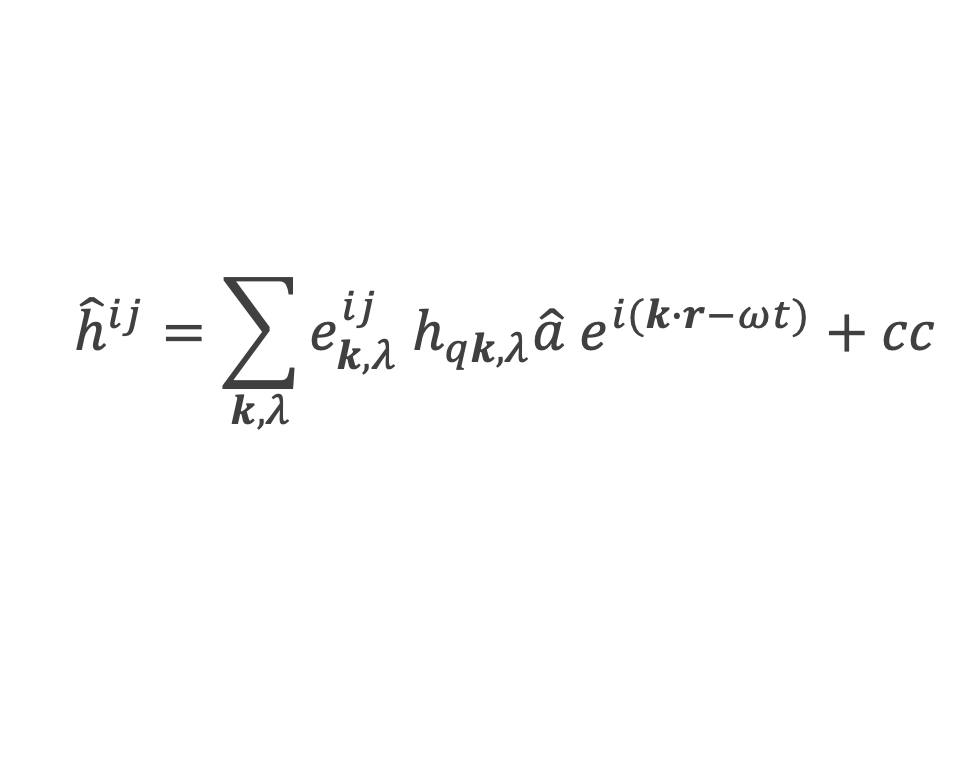 ĥ^{ij} = ∑_{𝒌,λ} e^{ij}_{𝒌,λ} h_{q𝒌,λ} â e^{i(𝒌·𝒓−ωt)} + cc